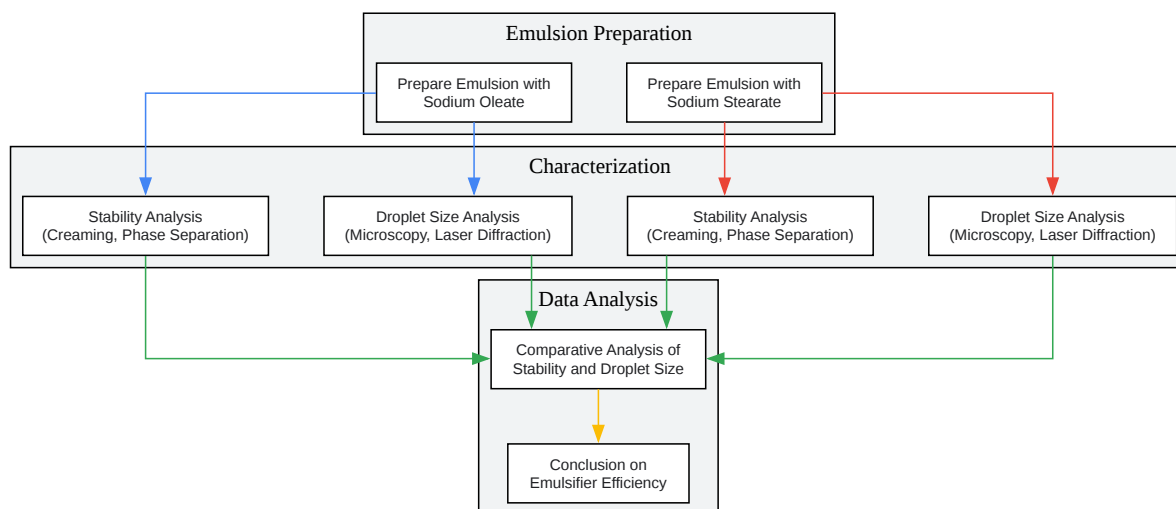 Emulsion Preparation
Prepare Emulsion with
Sodium Oleate
Prepare Emulsion with
Sodium Stearate
Characterization
Stability Analysis
(Creaming, Phase Separation)
Droplet Size Analysis
(Microscopy, Laser Diffraction)
Stability Analysis
(Creaming, Phase Separation)
Droplet Size Analysis
(Microscopy, Laser Diffraction)
Data Analysis
Comparative Analysis of
Stability and Droplet Size
Conclusion on
Emulsifier Efficiency